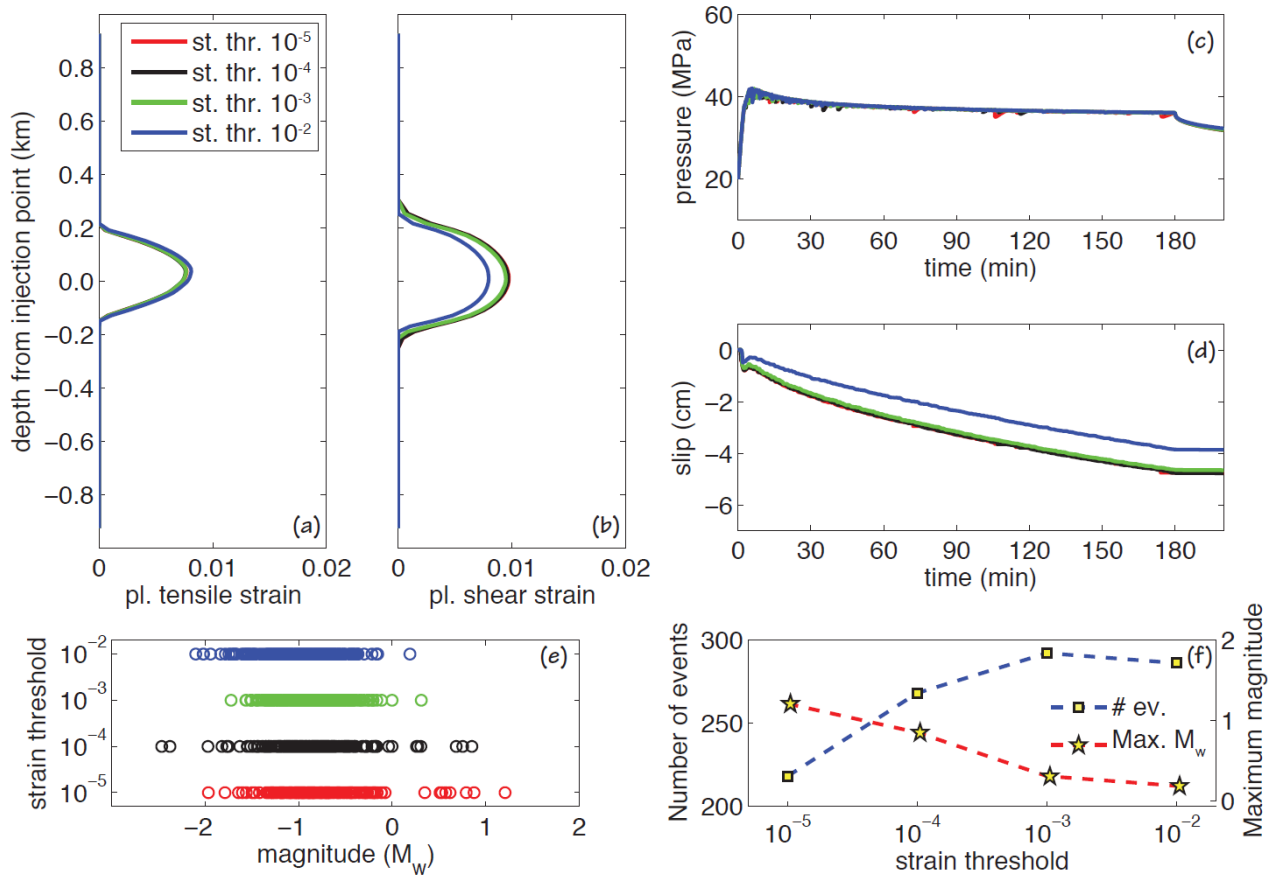 st. thr. 10⁻⁵
st. thr. 10⁻⁴
st. thr. 10⁻³
st. thr. 10⁻²
depth from injection point (km)
0.8
0.6
0.4
0.2
0.0
−0.2
−0.4
−0.6
−0.8
(a)
0 0.01 0.02
pl. tensile strain
(b)
0 0.01 0.02
pl. shear strain
pressure (MPa)
60
40
20
(c)
0 30 60 90 120 150 180
time (min)
slip (cm)
0
−2
−4
−6
(d)
0 30 60 90 120 150 180
time (min)
strain threshold
10⁻²
10⁻³
10⁻⁴
10⁻⁵
(e)
−2 −1 0 1 2
magnitude (M_w)
Number of events
300
250
200
(f)
# ev.
Max. M_w
2
1
0
Maximum magnitude
10⁻⁵ 10⁻⁴ 10⁻³ 10⁻²
strain threshold